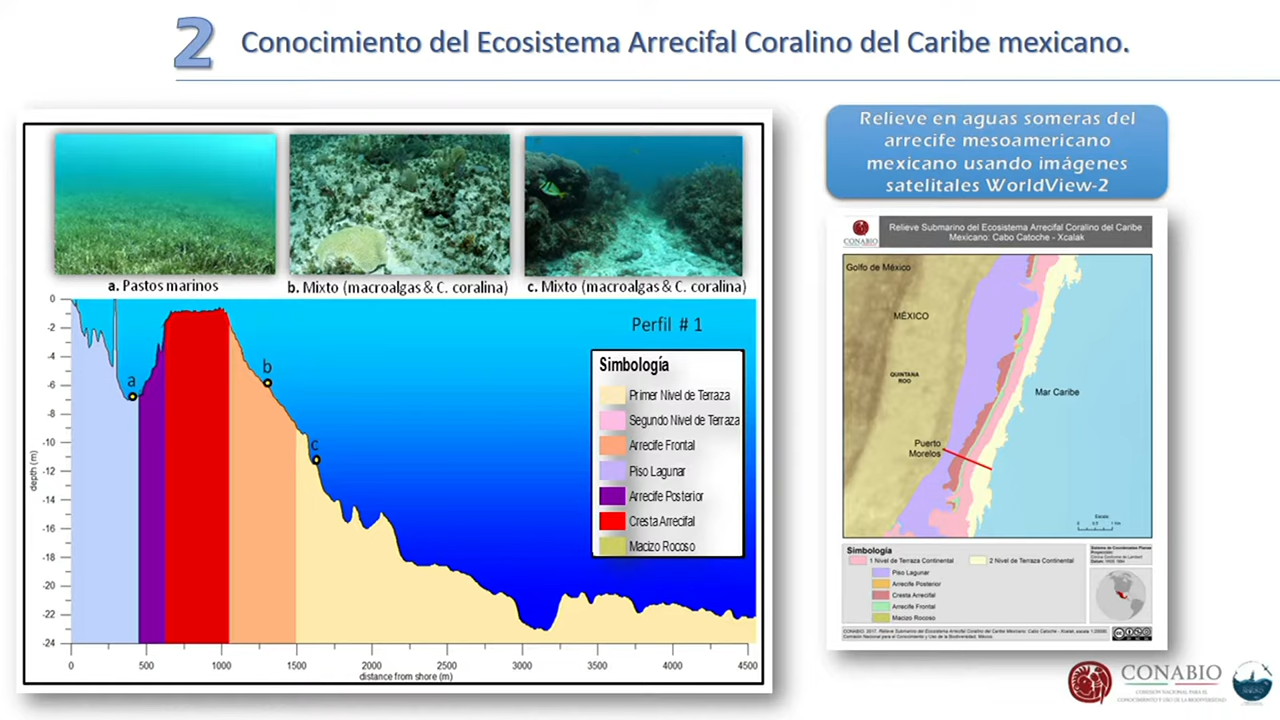 2
Conocimiento del Ecosistema Arrecifal Coralino del Caribe mexicano.
a. Pastos marinos
b. Mixto (macroalgas & C. coralina)
c. Mixto (macroalgas & C. coralina)
Perfil # 1
Simbología
Primer Nivel de Terraza
Segundo Nivel de Terraza
Arrecife Frontal
Piso Lagunar
Arrecife Posterior
Cresta Arrecifal
Macizo Rocoso
a
b
c
depth (m)
0
-2
-4
-6
-8
-10
-12
-14
-16
-18
-20
-22
-24
0 500 1000 1500 2000 2500 3000 3500 4000 4500
distance from shore (m)
Relieve en aguas someras del
arrecife mesoamericano
mexicano usando imágenes
satelitales WorldView-2
CONABIO
Relieve Submarino del Ecosistema Arrecifal Coralino del Caribe
Mexicano: Cabo Catoche - Xcalak
Golfo de México
MÉXICO
QUINTANA
ROO
Mar Caribe
Puerto
Morelos
Simbología
1 Nivel de Terraza Continental
2 Nivel de Terraza Continental
Piso Lagunar
Arrecife Posterior
Cresta Arrecifal
Arrecife Frontal
Macizo Rocoso
CONABIO
COMISIÓN NACIONAL PARA EL
CONOCIMIENTO Y USO DE LA BIODIVERSIDAD